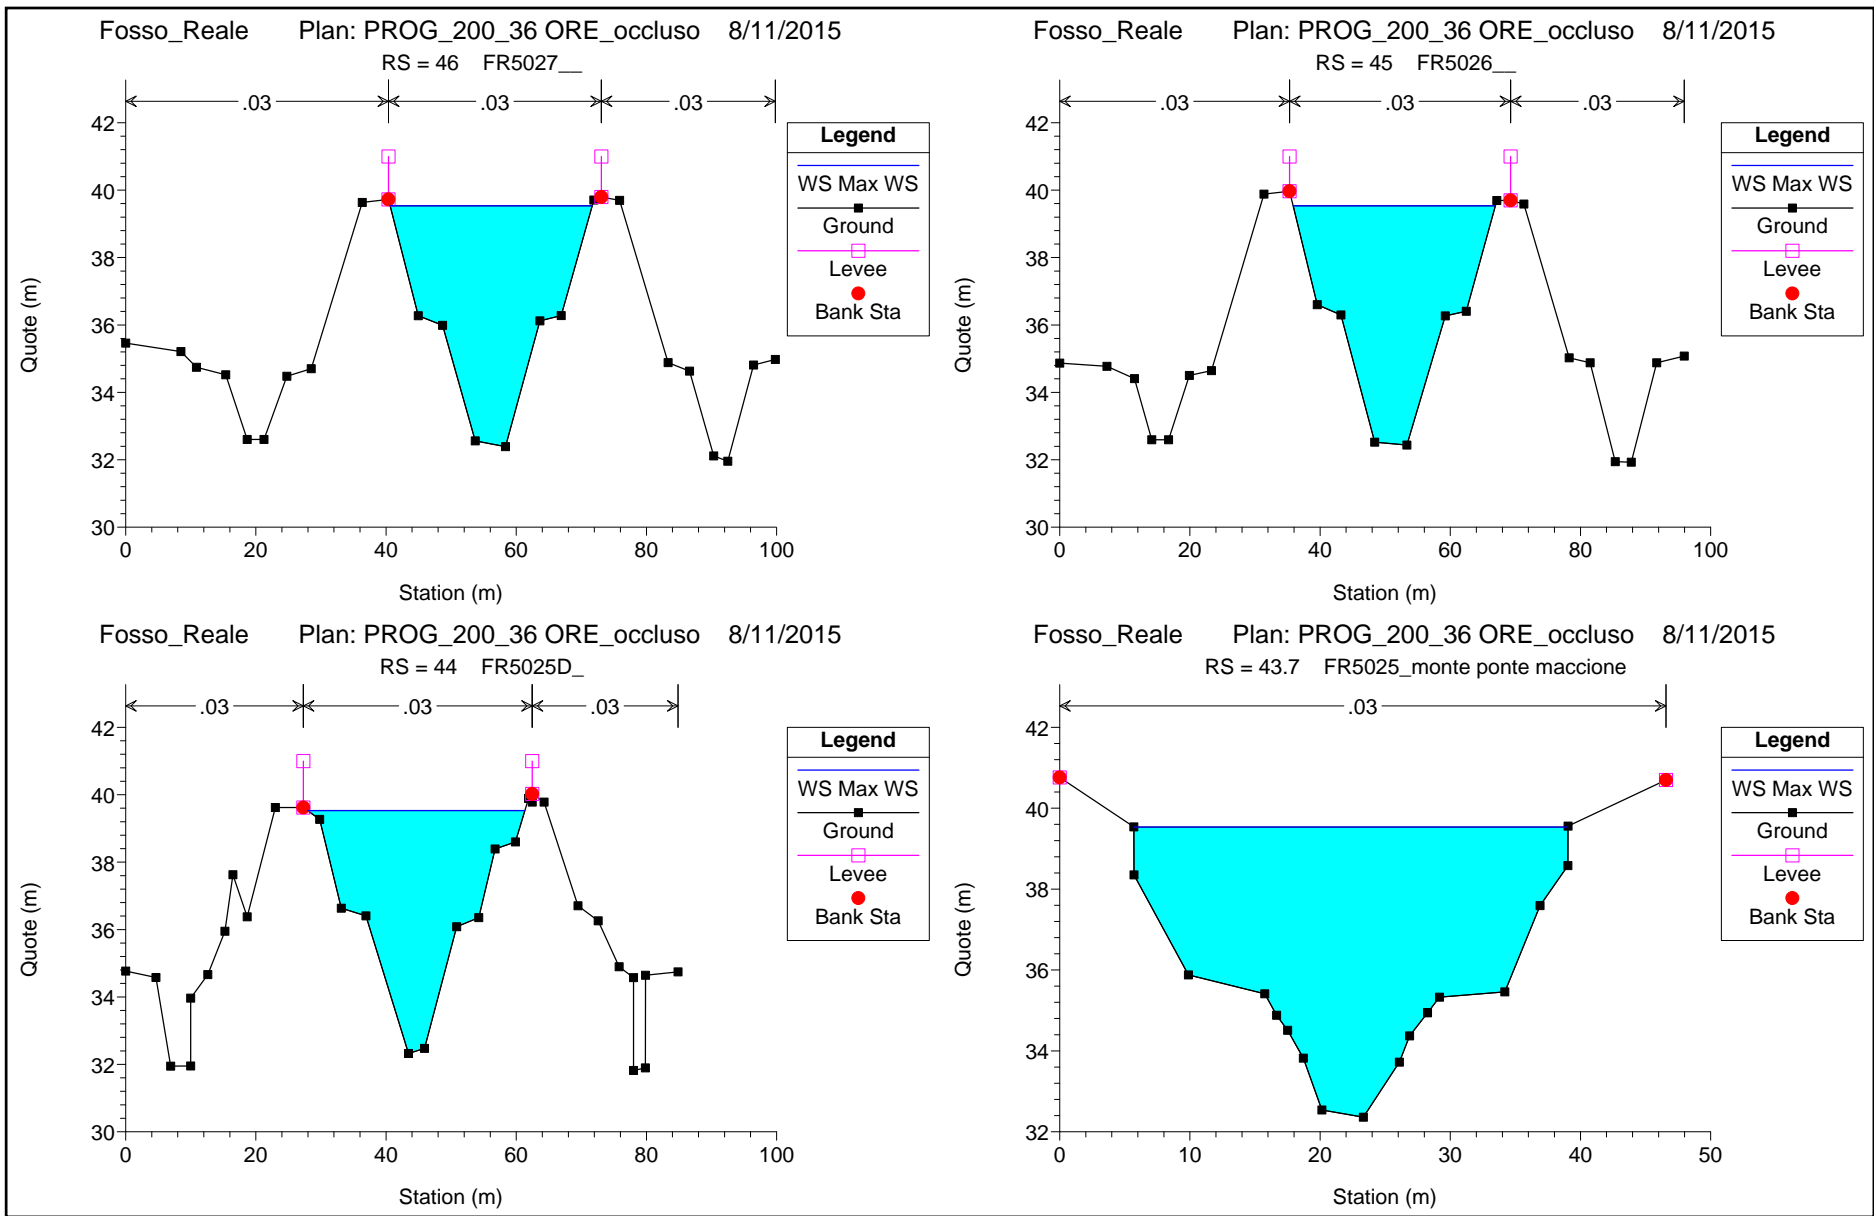 Fosso_Reale Plan: PROG_200_36 ORE_occluso 8/11/2015
RS = 46 FR5027__
.03 .03 .03
42
40
38
36
34
32
30
Quote (m)
0 20 40 60 80 100
Station (m)
Legend
WS Max WS
Ground
Levee
Bank Sta
Fosso_Reale Plan: PROG_200_36 ORE_occluso 8/11/2015
RS = 45 FR5026__
.03 .03 .03
42
40
38
36
34
32
30
Quote (m)
0 20 40 60 80 100
Station (m)
Legend
WS Max WS
Ground
Levee
Bank Sta
Fosso_Reale Plan: PROG_200_36 ORE_occluso 8/11/2015
RS = 44 FR5025D_
.03 .03 .03
42
40
38
36
34
32
30
Quote (m)
0 20 40 60 80 100
Station (m)
Legend
WS Max WS
Ground
Levee
Bank Sta
Fosso_Reale Plan: PROG_200_36 ORE_occluso 8/11/2015
RS = 43.7 FR5025_monte ponte maccione
.03
42
40
38
36
34
32
Quote (m)
0 10 20 30 40 50
Station (m)
Legend
WS Max WS
Ground
Levee
Bank Sta